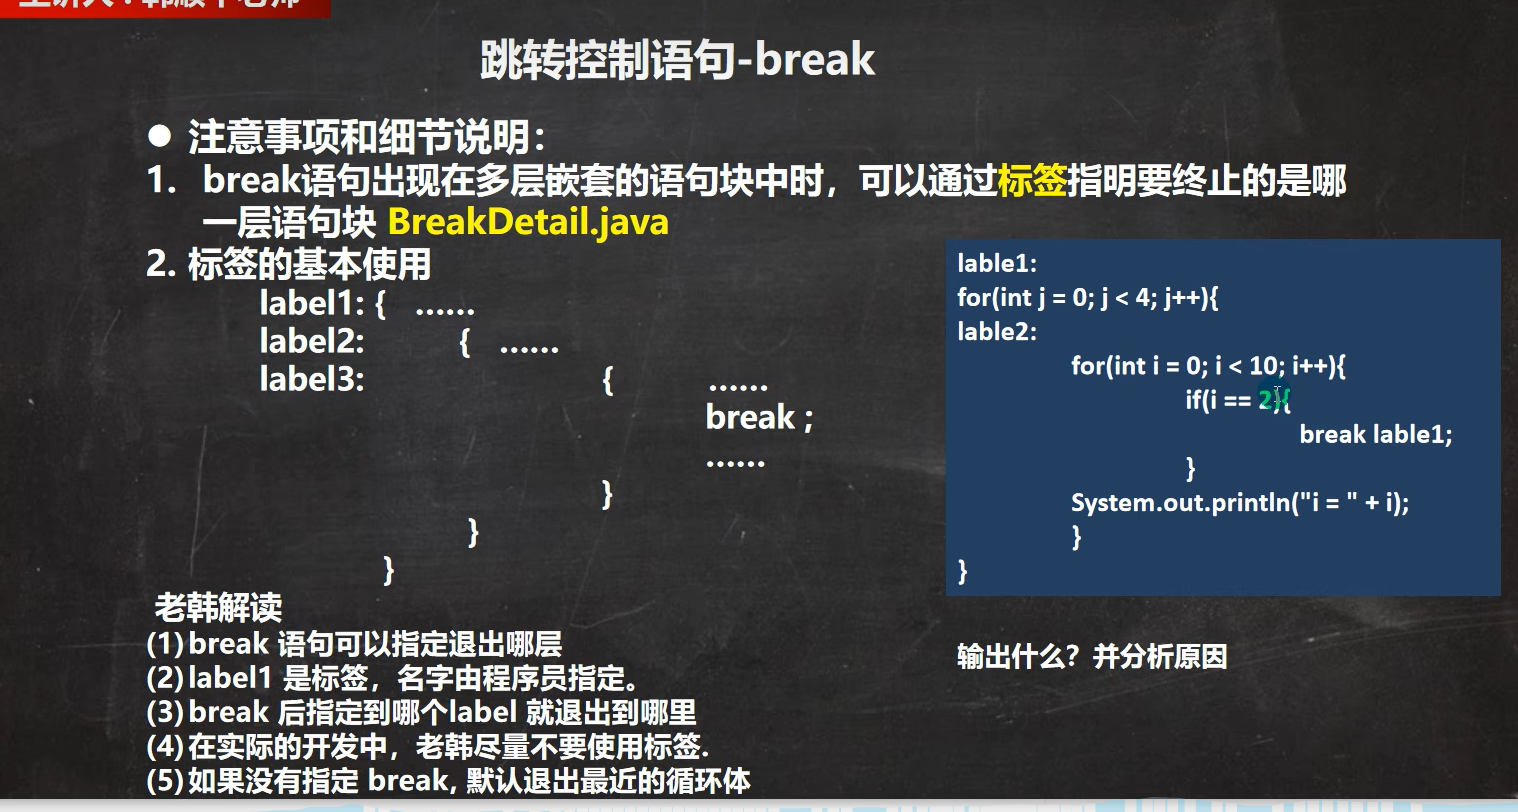 主讲人：韩顺平老师
跳转控制语句-break
● 注意事项和细节说明：
1. break语句出现在多层嵌套的语句块中时，可以通过标签指明要终止的是哪
一层语句块 BreakDetail.java
2. 标签的基本使用
label1: { ……
label2: { ……
label3: { ……
break ;
……
}
}
}
老韩解读
(1) break 语句可以指定退出哪层
(2) label1 是标签，名字由程序员指定。
(3) break 后指定到哪个label 就退出到哪里
(4) 在实际的开发中，老韩尽量不要使用标签.
(5) 如果没有指定 break, 默认退出最近的循环体
lable1:
for(int j = 0; j < 4; j++){
lable2:
for(int i = 0; i < 10; i++){
if(i == 2){
break lable1;
}
System.out.println("i = " + i);
}
}
输出什么？并分析原因